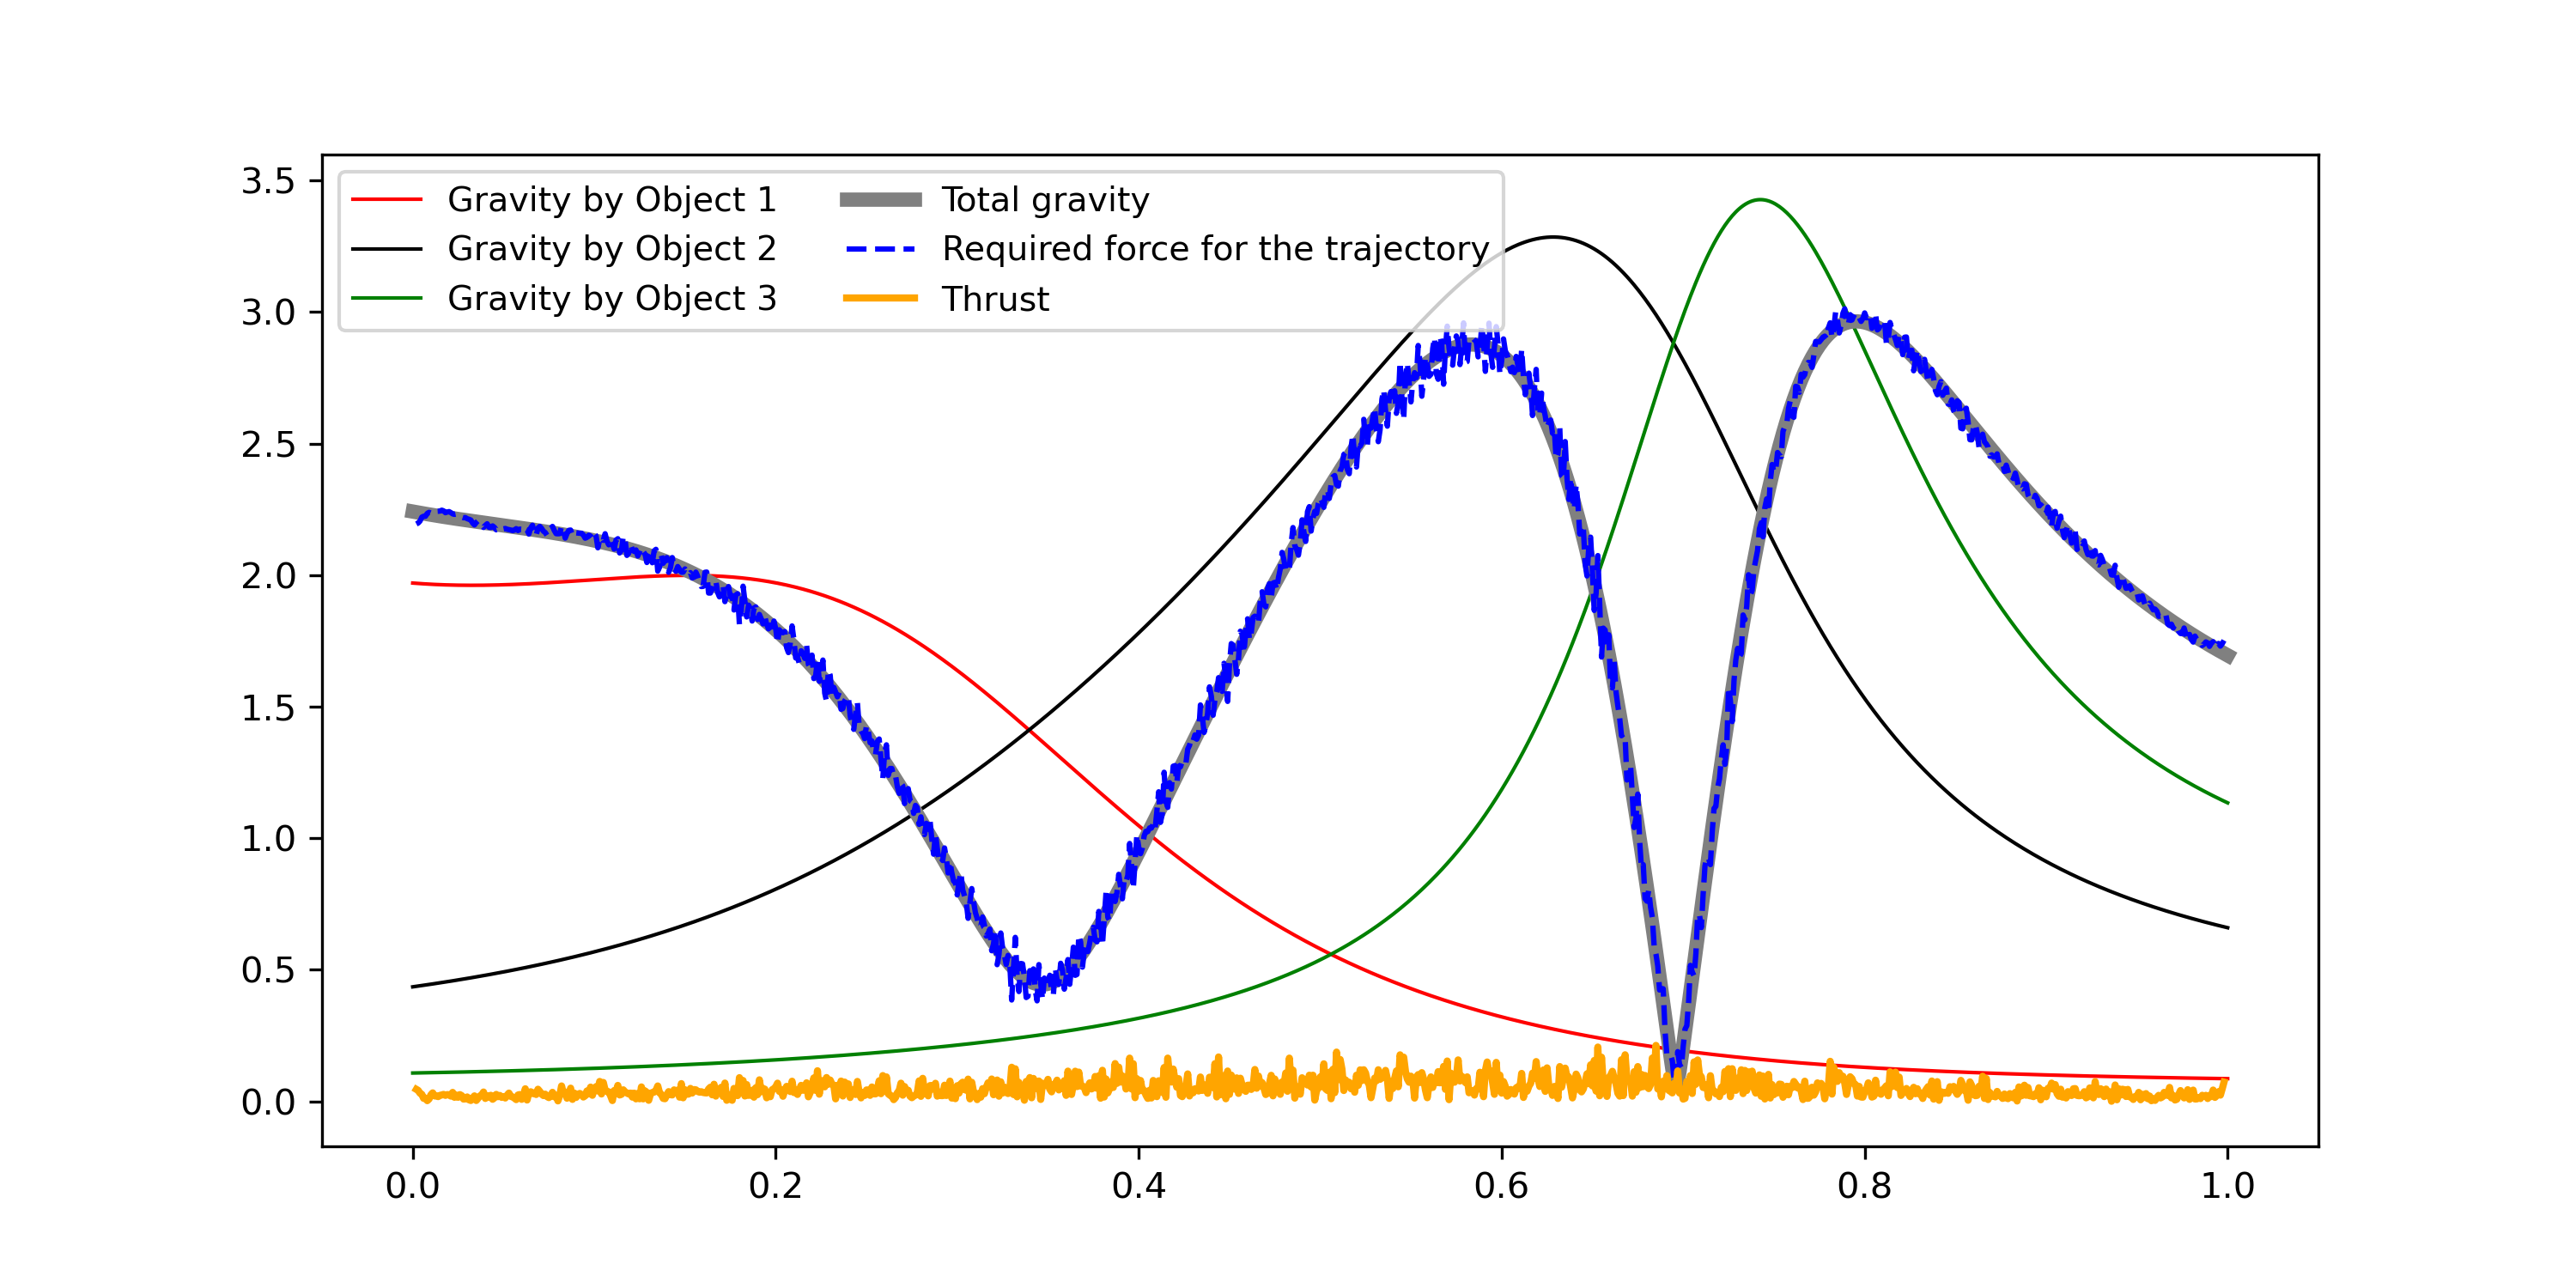 3.5
3.0
2.5
2.0
1.5
1.0
0.5
0.0
Gravity by Object 1
Gravity by Object 2
Gravity by Object 3
Total gravity
Required force for the trajectory
Thrust
0.0 0.2 0.4 0.6 0.8 1.0